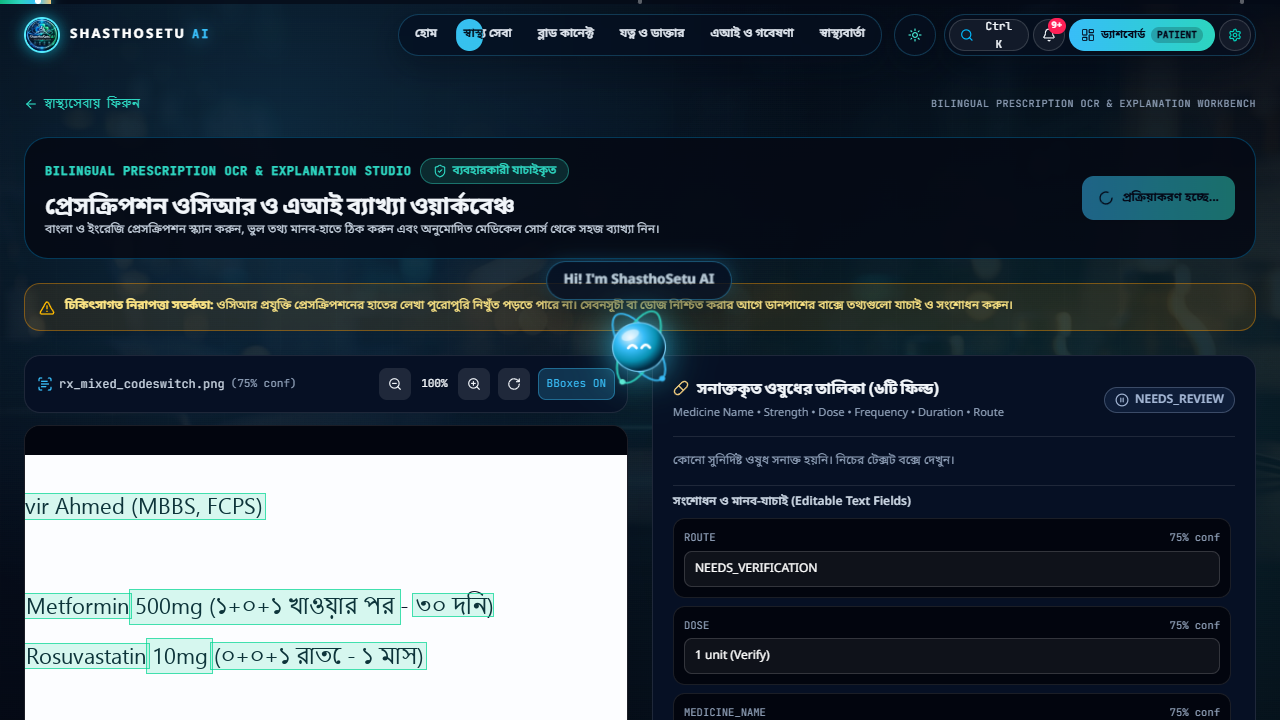 SHASTHOSETU AI
হোম
স্বাস্থ্য সেবা
ব্লাড কানেক্ট
যত্ন ও ডাক্তার
এআই ও গবেষণা
স্বাস্থ্যবার্তা
Ctrl K
9+
ড্যাশবোর্ড PATIENT
স্বাস্থ্যসেবায় ফিরুন
BILINGUAL PRESCRIPTION OCR & EXPLANATION WORKBENCH
BILINGUAL PRESCRIPTION OCR & EXPLANATION STUDIO
ব্যবহারকারী যাচাইকৃত
প্রেসক্রিপশন ওসিআর ও এআই ব্যাখ্যা ওয়ার্কবেঞ্চ
বাংলা ও ইংরেজি প্রেসক্রিপশন স্ক্যান করুন, ভুল তথ্য মানব-হাতে ঠিক করুন এবং অনুমোদিত মেডিকেল সোর্স থেকে সহজ ব্যাখ্যা নিন।
প্রক্রিয়াকরণ হচ্ছে...
Hi! I'm ShasthoSetu AI
চিকিৎসাগত নিরাপত্তা সতর্কতা: ওসিআর প্রযুক্তি প্রেসক্রিপশনের হাতের লেখা পুরোপুরি নিখুঁত পড়তে পারে না। সেবনসূচী বা ডোজ নিশ্চিত করার আগে ডানপাশের বাক্সে তথ্যগুলো যাচাই ও সংশোধন করুন।
rx_mixed_codeswitch.png (75% conf)
100%
BBoxes ON
vir Ahmed (MBBS, FCPS)
Metformin 500mg (১+০+১ খাওয়ার পর - ৩০ দিন)
Rosuvastatin 10mg (০+০+১ রাতে - ১ মাস)
সনাক্তকৃত ওষুধের তালিকা (৬টি ফিল্ড)
Medicine Name • Strength • Dose • Frequency • Duration • Route
NEEDS_REVIEW
কোনো সুনির্দিষ্ট ওষুধ সনাক্ত হয়নি। নিচের টেক্সট বক্সে দেখুন।
সংশোধন ও মানব-যাচাই (Editable Text Fields)
ROUTE 75% conf
NEEDS_VERIFICATION
DOSE 75% conf
1 unit (Verify)
MEDICINE_NAME 75% conf